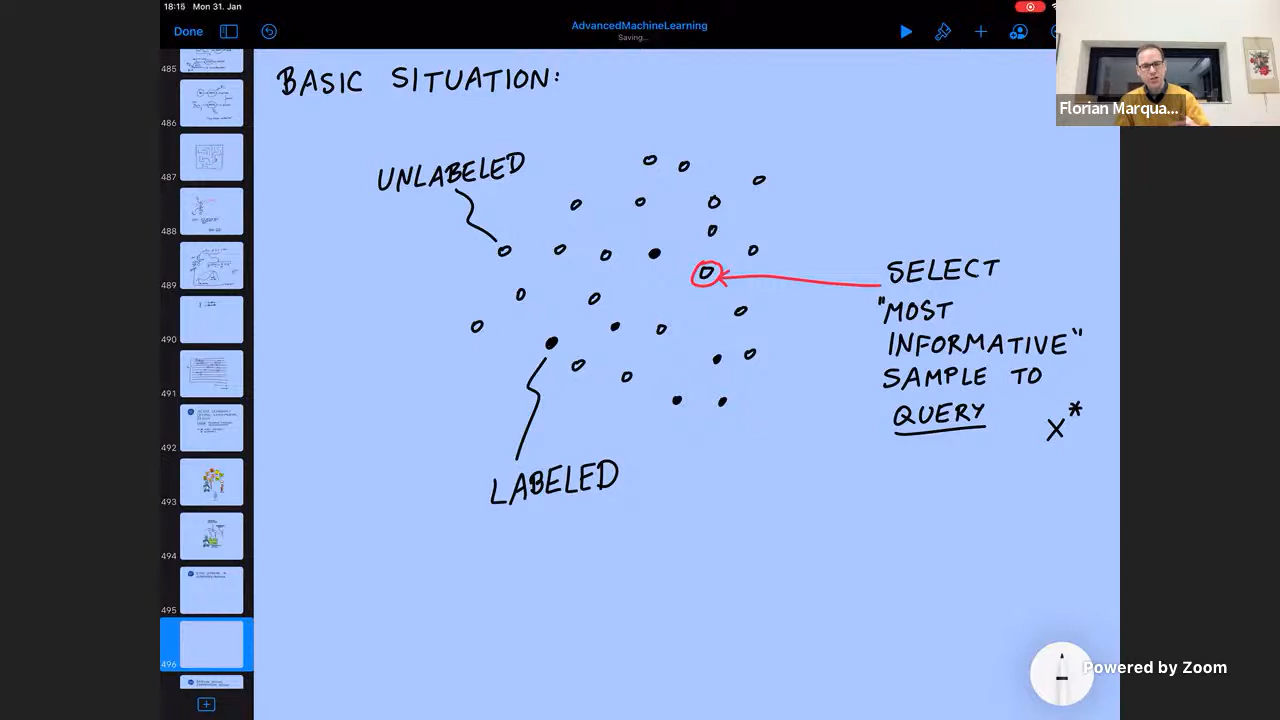 18:15 Mon 31. Jan
Done
AdvancedMachineLearning
Saving...
Florian Marqua...
485
486
487
488
489
490
491
492
493
494
495
496
BASIC SITUATION:
UNLABELED
LABELED
SELECT
"MOST
INFORMATIVE"
SAMPLE TO
QUERY
X*
Powered by Zoom